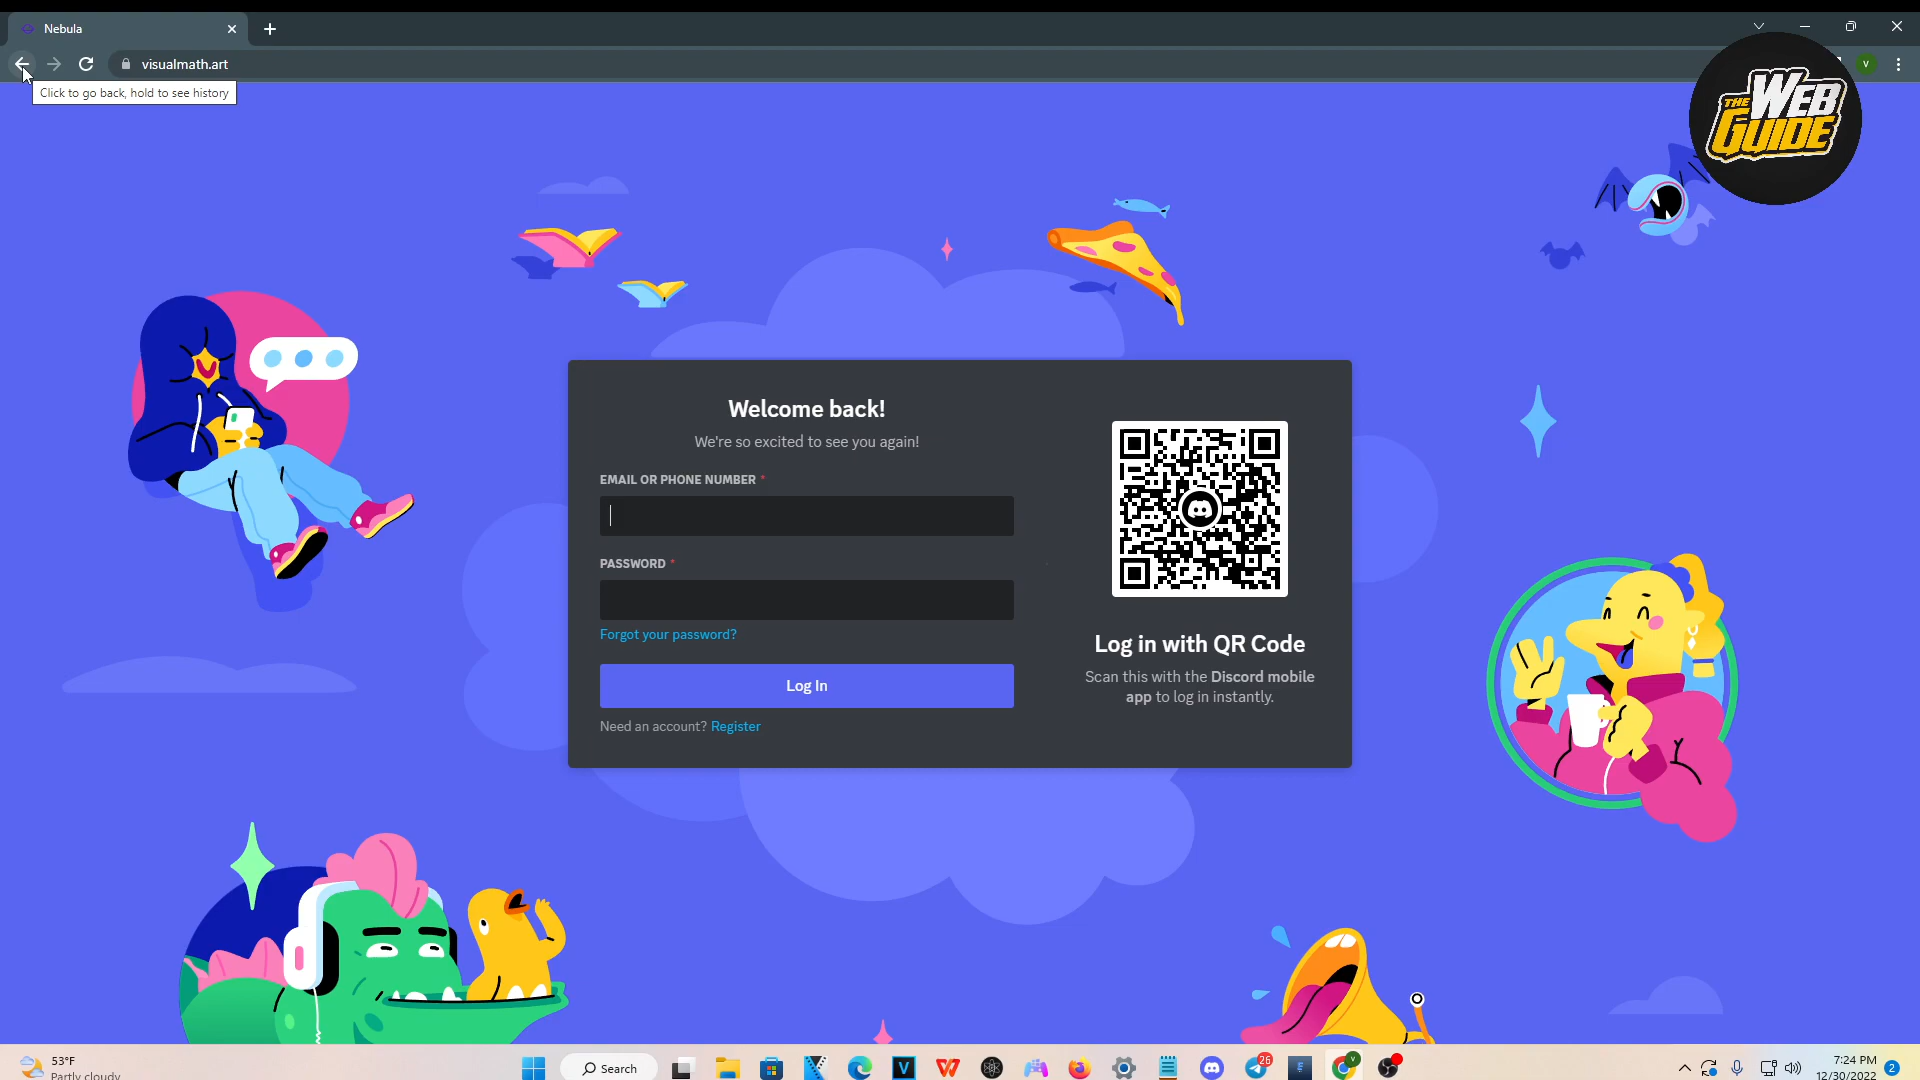 Nebula
visualmath.art
V
Click to go back, hold to see history
THE
WEB
GUIDE
Welcome back!
We're so excited to see you again!
EMAIL OR PHONE NUMBER *
PASSWORD *
Forgot your password?
Log In
Need an account? Register
Log in with QR Code
Scan this with the Discord mobile
app to log in instantly.
53°F
Partly cloudy
Search
26
7:24 PM
12/30/2022
2